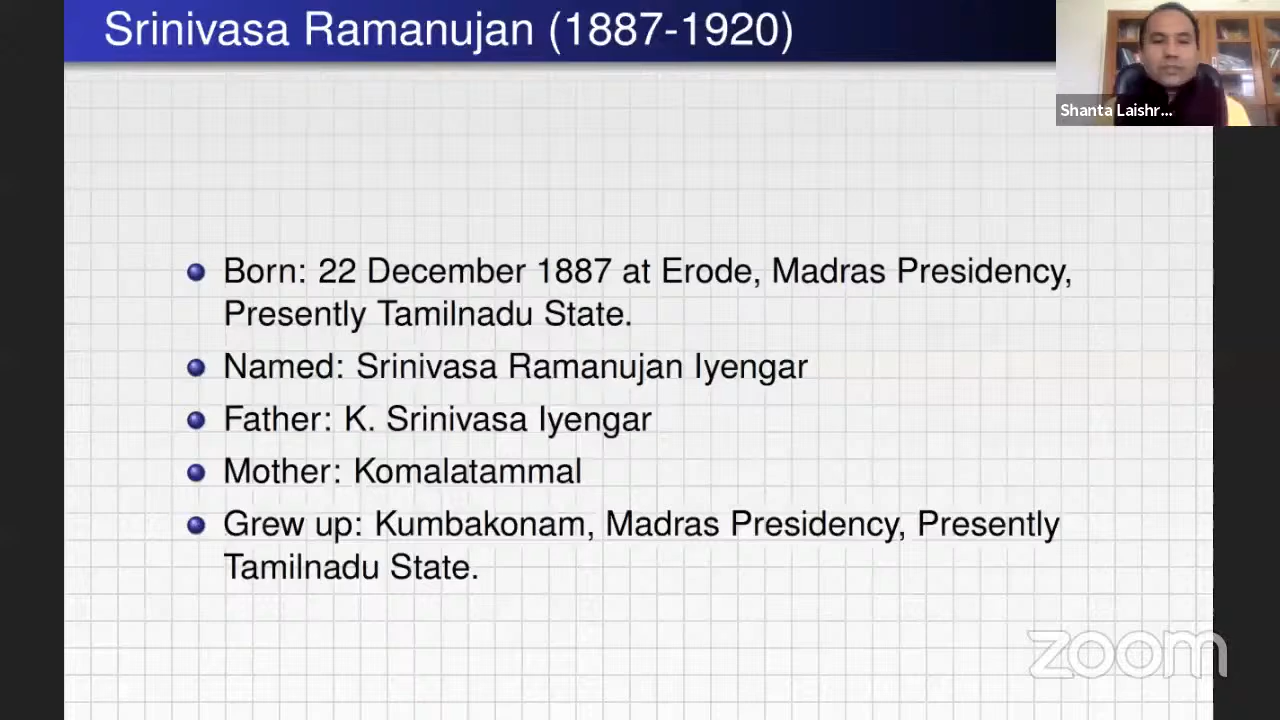 Srinivasa Ramanujan (1887-1920)
Shanta Laishr...
Born: 22 December 1887 at Erode, Madras Presidency,
Presently Tamilnadu State.
Named: Srinivasa Ramanujan Iyengar
Father: K. Srinivasa Iyengar
Mother: Komalatammal
Grew up: Kumbakonam, Madras Presidency, Presently
Tamilnadu State.
zoom